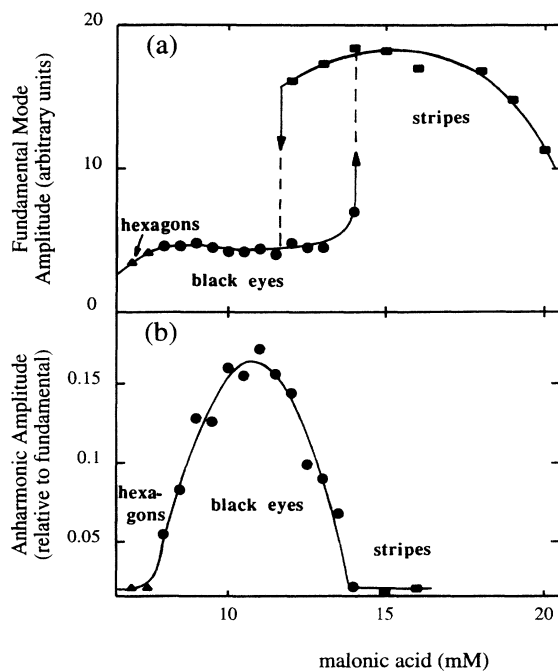 (a)
20
10
0
Fundamental Mode
Amplitude (arbitrary units)
stripes
hexagons
black eyes
(b)
0.15
0.1
0.05
Anharmonic Amplitude
(relative to fundamental)
hexa-
gons
black eyes
stripes
10
15
20
malonic acid (mM)